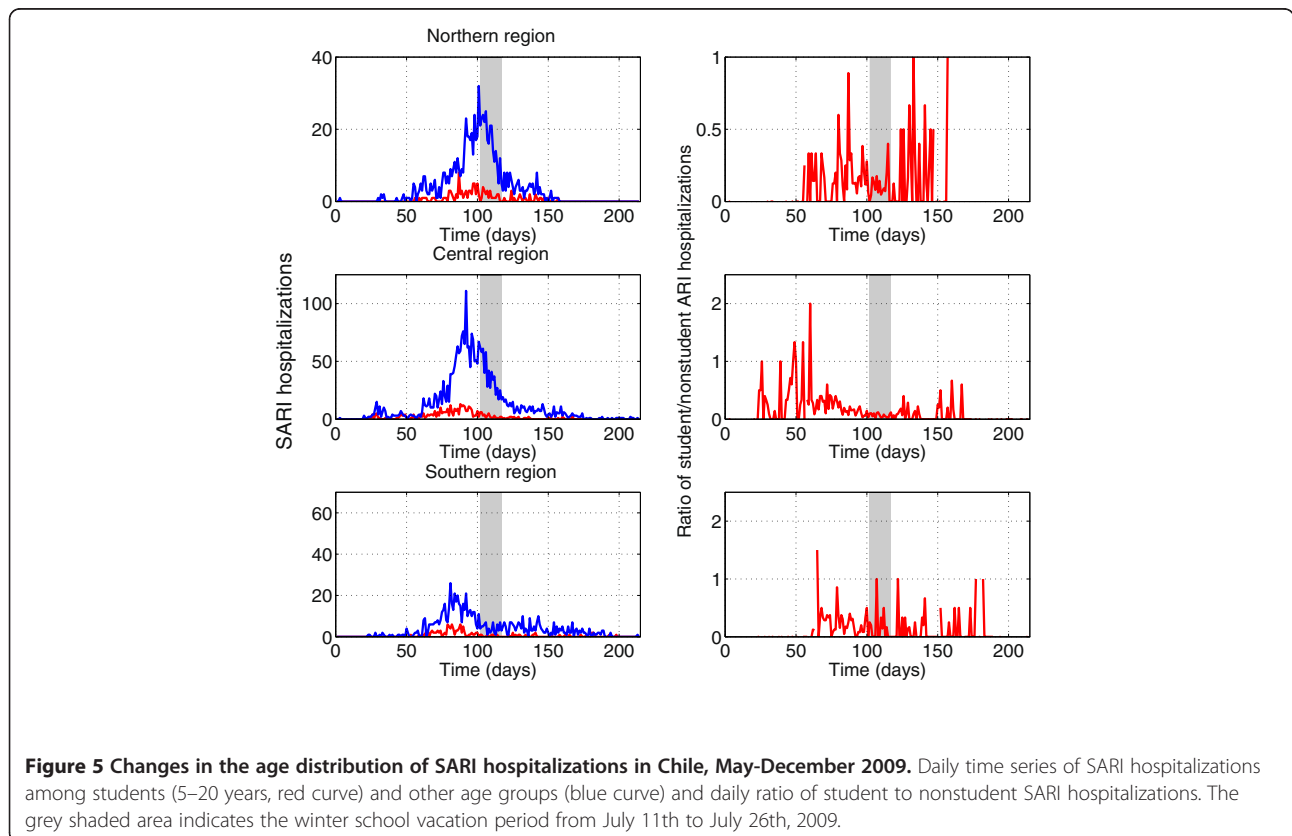 Northern region
40
20
0
0 50 100 150 200
Time (days)
1
0.5
0
0 50 100 150 200
Time (days)
Central region
100
50
0
0 50 100 150 200
Time (days)
2
1
0
0 50 100 150 200
Time (days)
Southern region
60
40
20
0
0 50 100 150 200
Time (days)
2
1
0
0 50 100 150 200
Time (days)
SARI hospitalizations
Ratio of student/nonstudent ARI hospitalizations
Figure 5 Changes in the age distribution of SARI hospitalizations in Chile, May-December 2009. Daily time series of SARI hospitalizations
among students (5–20 years, red curve) and other age groups (blue curve) and daily ratio of student to nonstudent SARI hospitalizations. The
grey shaded area indicates the winter school vacation period from July 11th to July 26th, 2009.